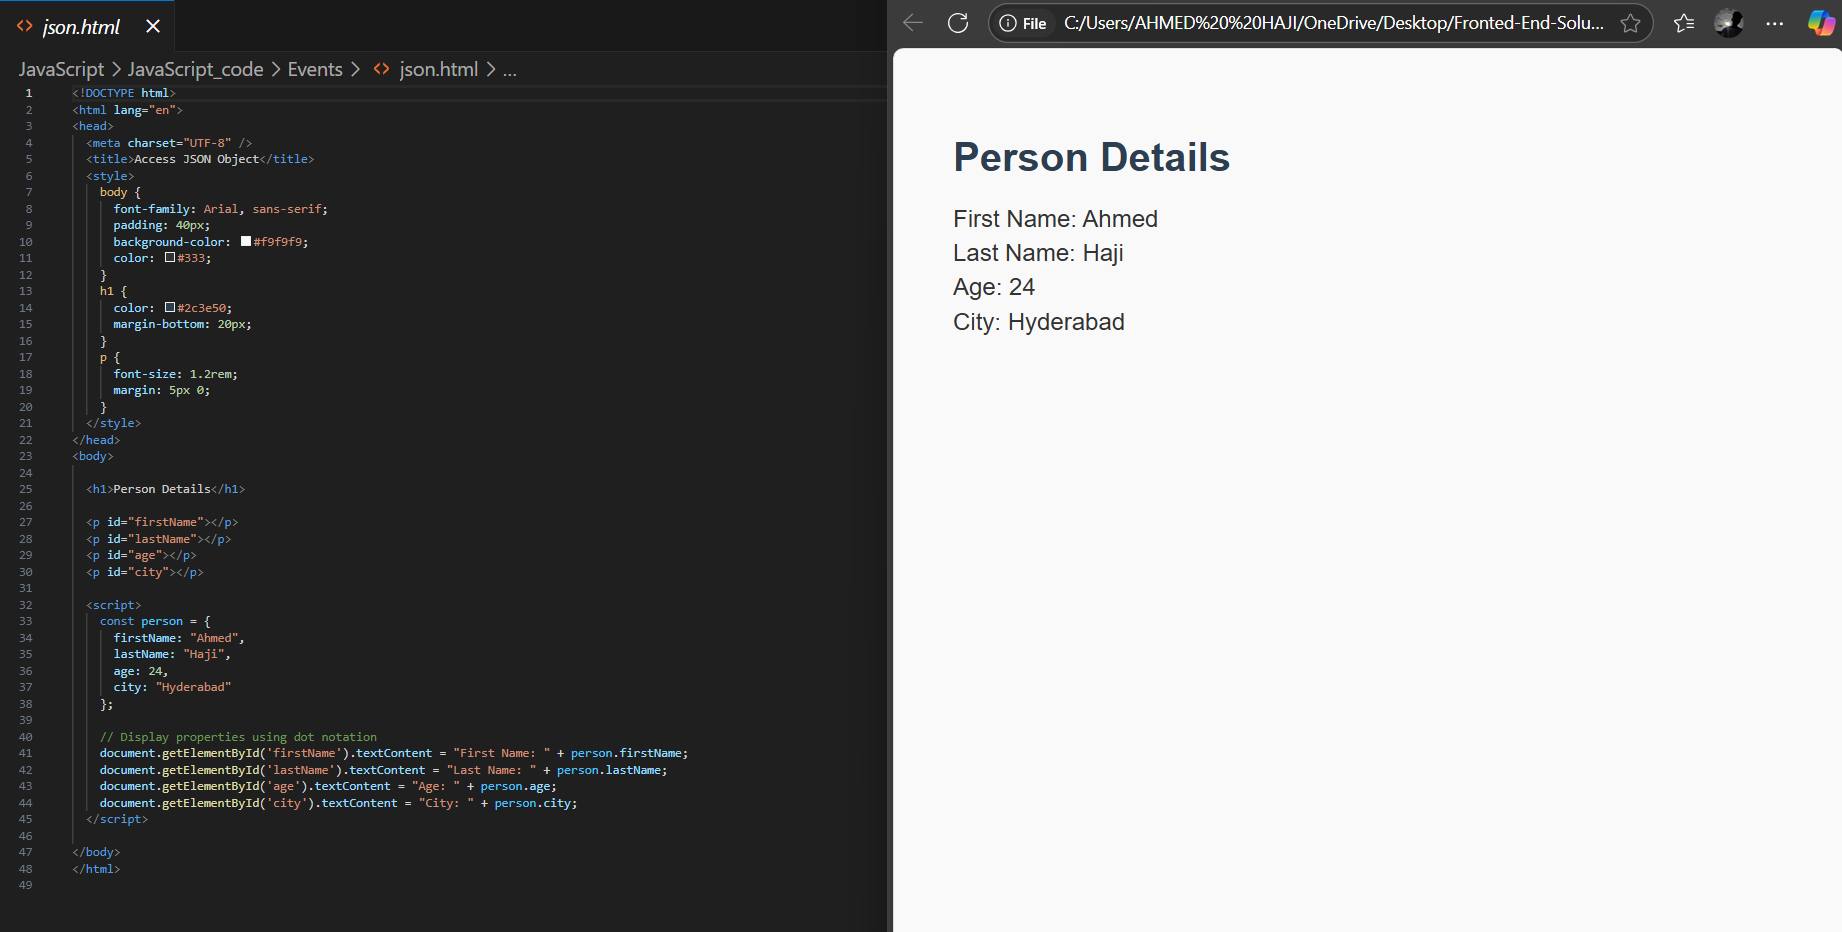 json.html
JavaScript > JavaScript_code > Events > json.html > ...
1 <!DOCTYPE html>
2 <html lang="en">
3 <head>
4 <meta charset="UTF-8" />
5 <title>Access JSON Object</title>
6 <style>
7 body {
8 font-family: Arial, sans-serif;
9 padding: 40px;
10 background-color: #f9f9f9;
11 color: #333;
12 }
13 h1 {
14 color: #2c3e50;
15 margin-bottom: 20px;
16 }
17 p {
18 font-size: 1.2rem;
19 margin: 5px 0;
20 }
21 </style>
22 </head>
23 <body>
24
25 <h1>Person Details</h1>
26
27 <p id="firstName"></p>
28 <p id="lastName"></p>
29 <p id="age"></p>
30 <p id="city"></p>
31
32 <script>
33 const person = {
34 firstName: "Ahmed",
35 lastName: "Haji",
36 age: 24,
37 city: "Hyderabad"
38 };
39
40 // Display properties using dot notation
41 document.getElementById('firstName').textContent = "First Name: " + person.firstName;
42 document.getElementById('lastName').textContent = "Last Name: " + person.lastName;
43 document.getElementById('age').textContent = "Age: " + person.age;
44 document.getElementById('city').textContent = "City: " + person.city;
45 </script>
46
47 </body>
48 </html>
49
File C:/Users/AHMED%20%20HAJI/OneDrive/Desktop/Fronted-End-Solu...
Person Details
First Name: Ahmed
Last Name: Haji
Age: 24
City: Hyderabad